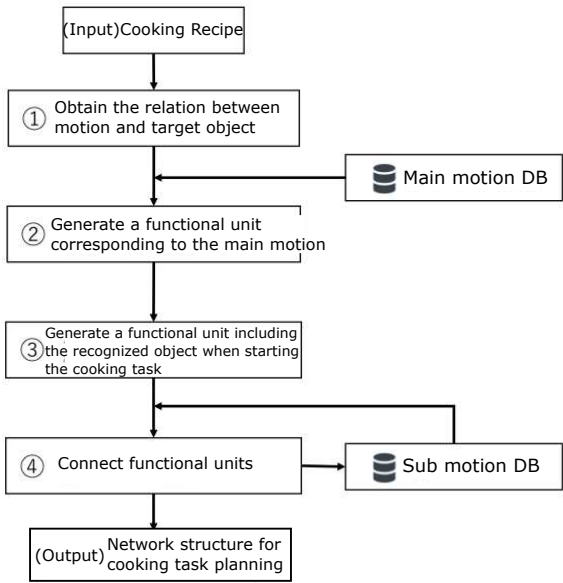 (Input)Cooking Recipe
① Obtain the relation between
motion and target object
Main motion DB
② Generate a functional unit
corresponding to the main motion
③ Generate a functional unit including
the recognized object when starting
the cooking task
④ Connect functional units
Sub motion DB
(Output) Network structure for
cooking task planning